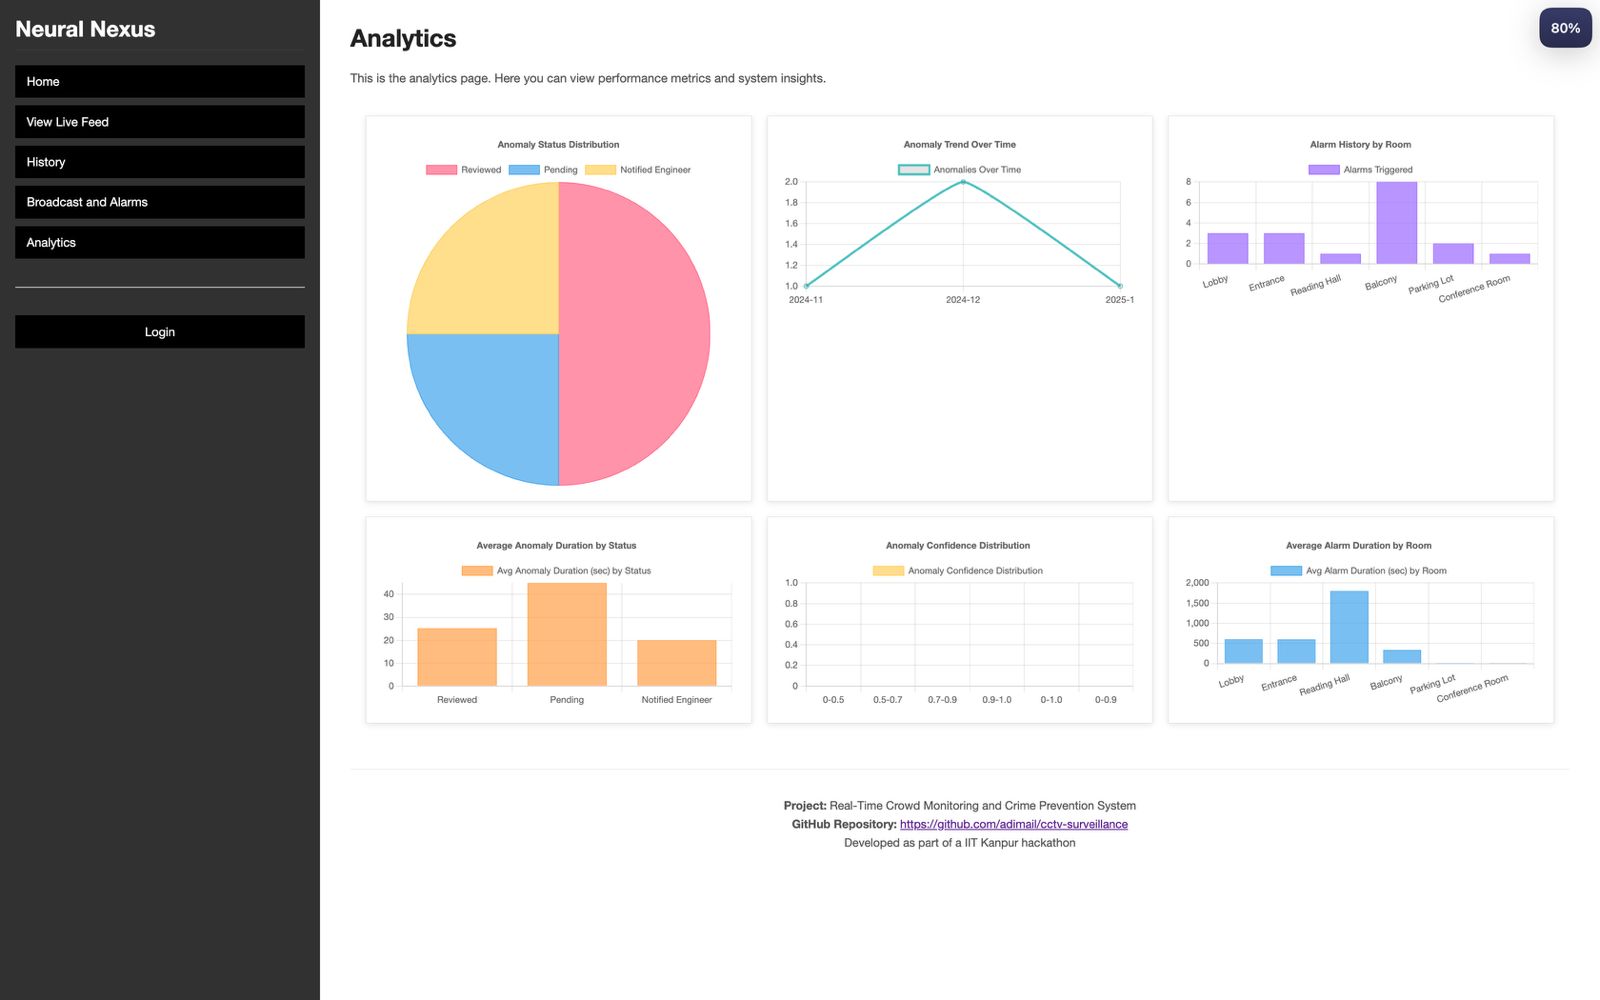 Neural Nexus
Home
View Live Feed
History
Broadcast and Alarms
Analytics
Login
80%
Analytics
This is the analytics page. Here you can view performance metrics and system insights.
Anomaly Status Distribution
Reviewed Pending Notified Engineer
Anomaly Trend Over Time
Anomalies Over Time
2.0
1.8
1.6
1.4
1.2
1.0
2024-11 2024-12 2025-1
Alarm History by Room
Alarms Triggered
8
6
4
2
0
Lobby Entrance Reading Hall Balcony Parking Lot Conference Room
Average Anomaly Duration by Status
Avg Anomaly Duration (sec) by Status
40
30
20
10
0
Reviewed Pending Notified Engineer
Anomaly Confidence Distribution
Anomaly Confidence Distribution
1.0
0.8
0.6
0.4
0.2
0
0-0.5 0.5-0.7 0.7-0.9 0.9-1.0 0-1.0 0-0.9
Average Alarm Duration by Room
Avg Alarm Duration (sec) by Room
2,000
1,500
1,000
500
0
Lobby Entrance Reading Hall Balcony Parking Lot Conference Room
Project: Real-Time Crowd Monitoring and Crime Prevention System
GitHub Repository: https://github.com/adimail/cctv-surveillance
Developed as part of a IIT Kanpur hackathon